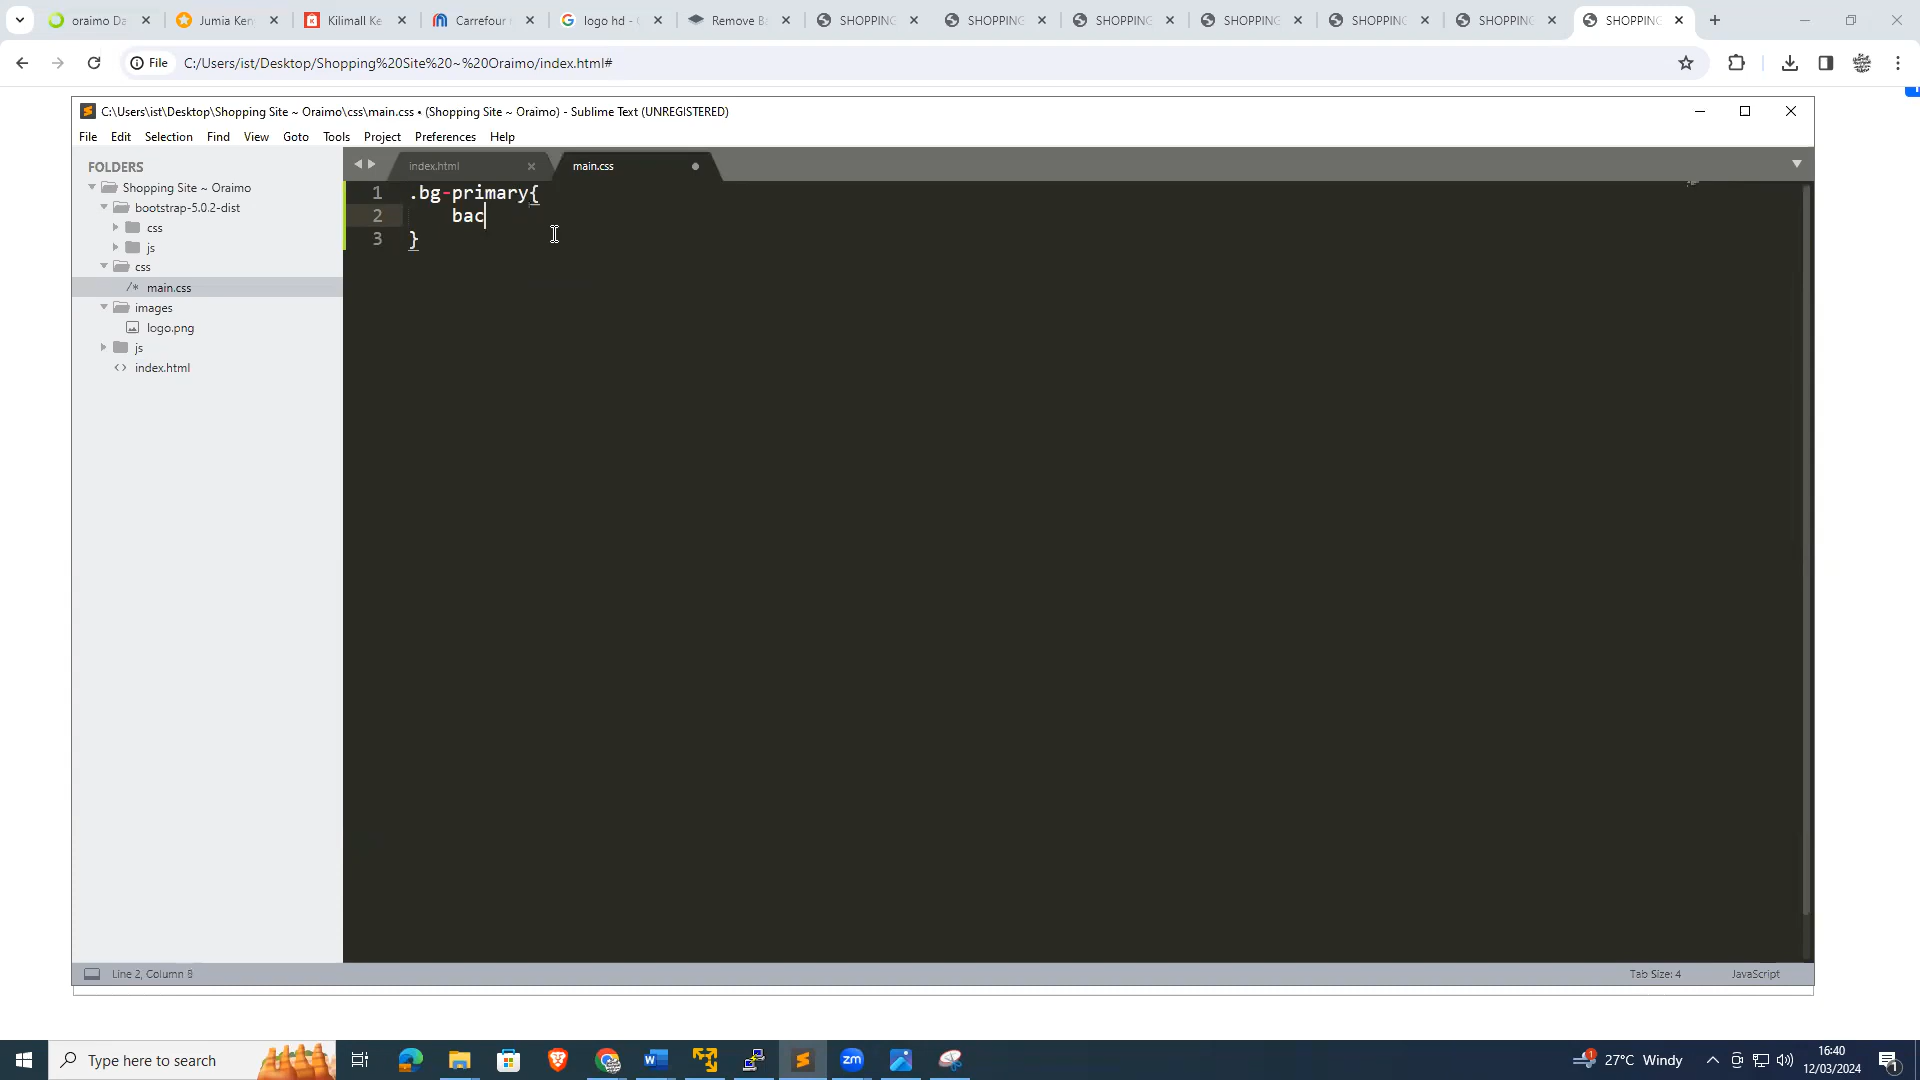 oraimo Da
Jumia Ken
Kilimall Ke
Carrefour
logo hd -
Remove B
SHOPPING
SHOPPING
SHOPPING
SHOPPING
SHOPPING
SHOPPING
SHOPPING
File
C:/Users/ist/Desktop/Shopping%20Site%20~%20Oraimo/index.html#
C:\Users\ist\Desktop\Shopping Site ~ Oraimo\css\main.css • (Shopping Site ~ Oraimo) - Sublime Text (UNREGISTERED)
File Edit Selection Find View Goto Tools Project Preferences Help
FOLDERS
Shopping Site ~ Oraimo
bootstrap-5.0.2-dist
css
js
css
/* main.css
images
logo.png
js
<> index.html
index.html
main.css
1 .bg-primary{
2 bac
3 }
Line 2, Column 8
Tab Size: 4
JavaScript
Type here to search
zm
1
27°C Windy
16:40
12/03/2024
1